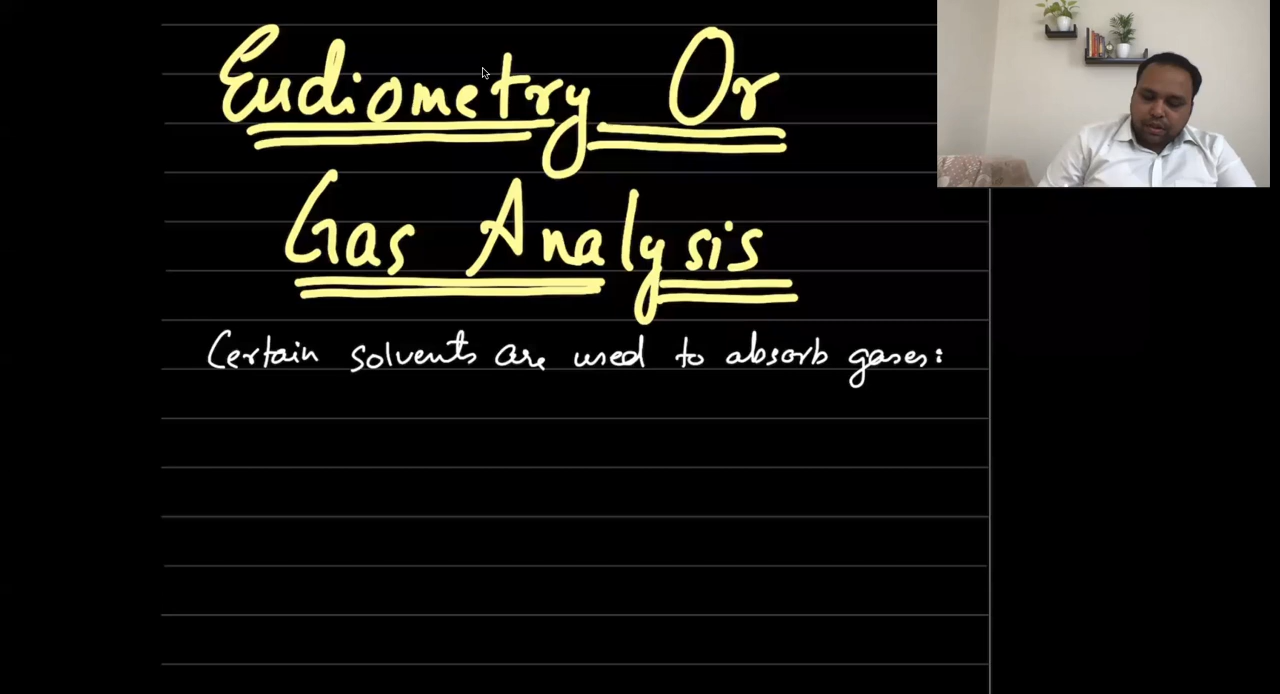 Eudiometry Or
Gas Analysis
Certain solvents are used to absorb gases: